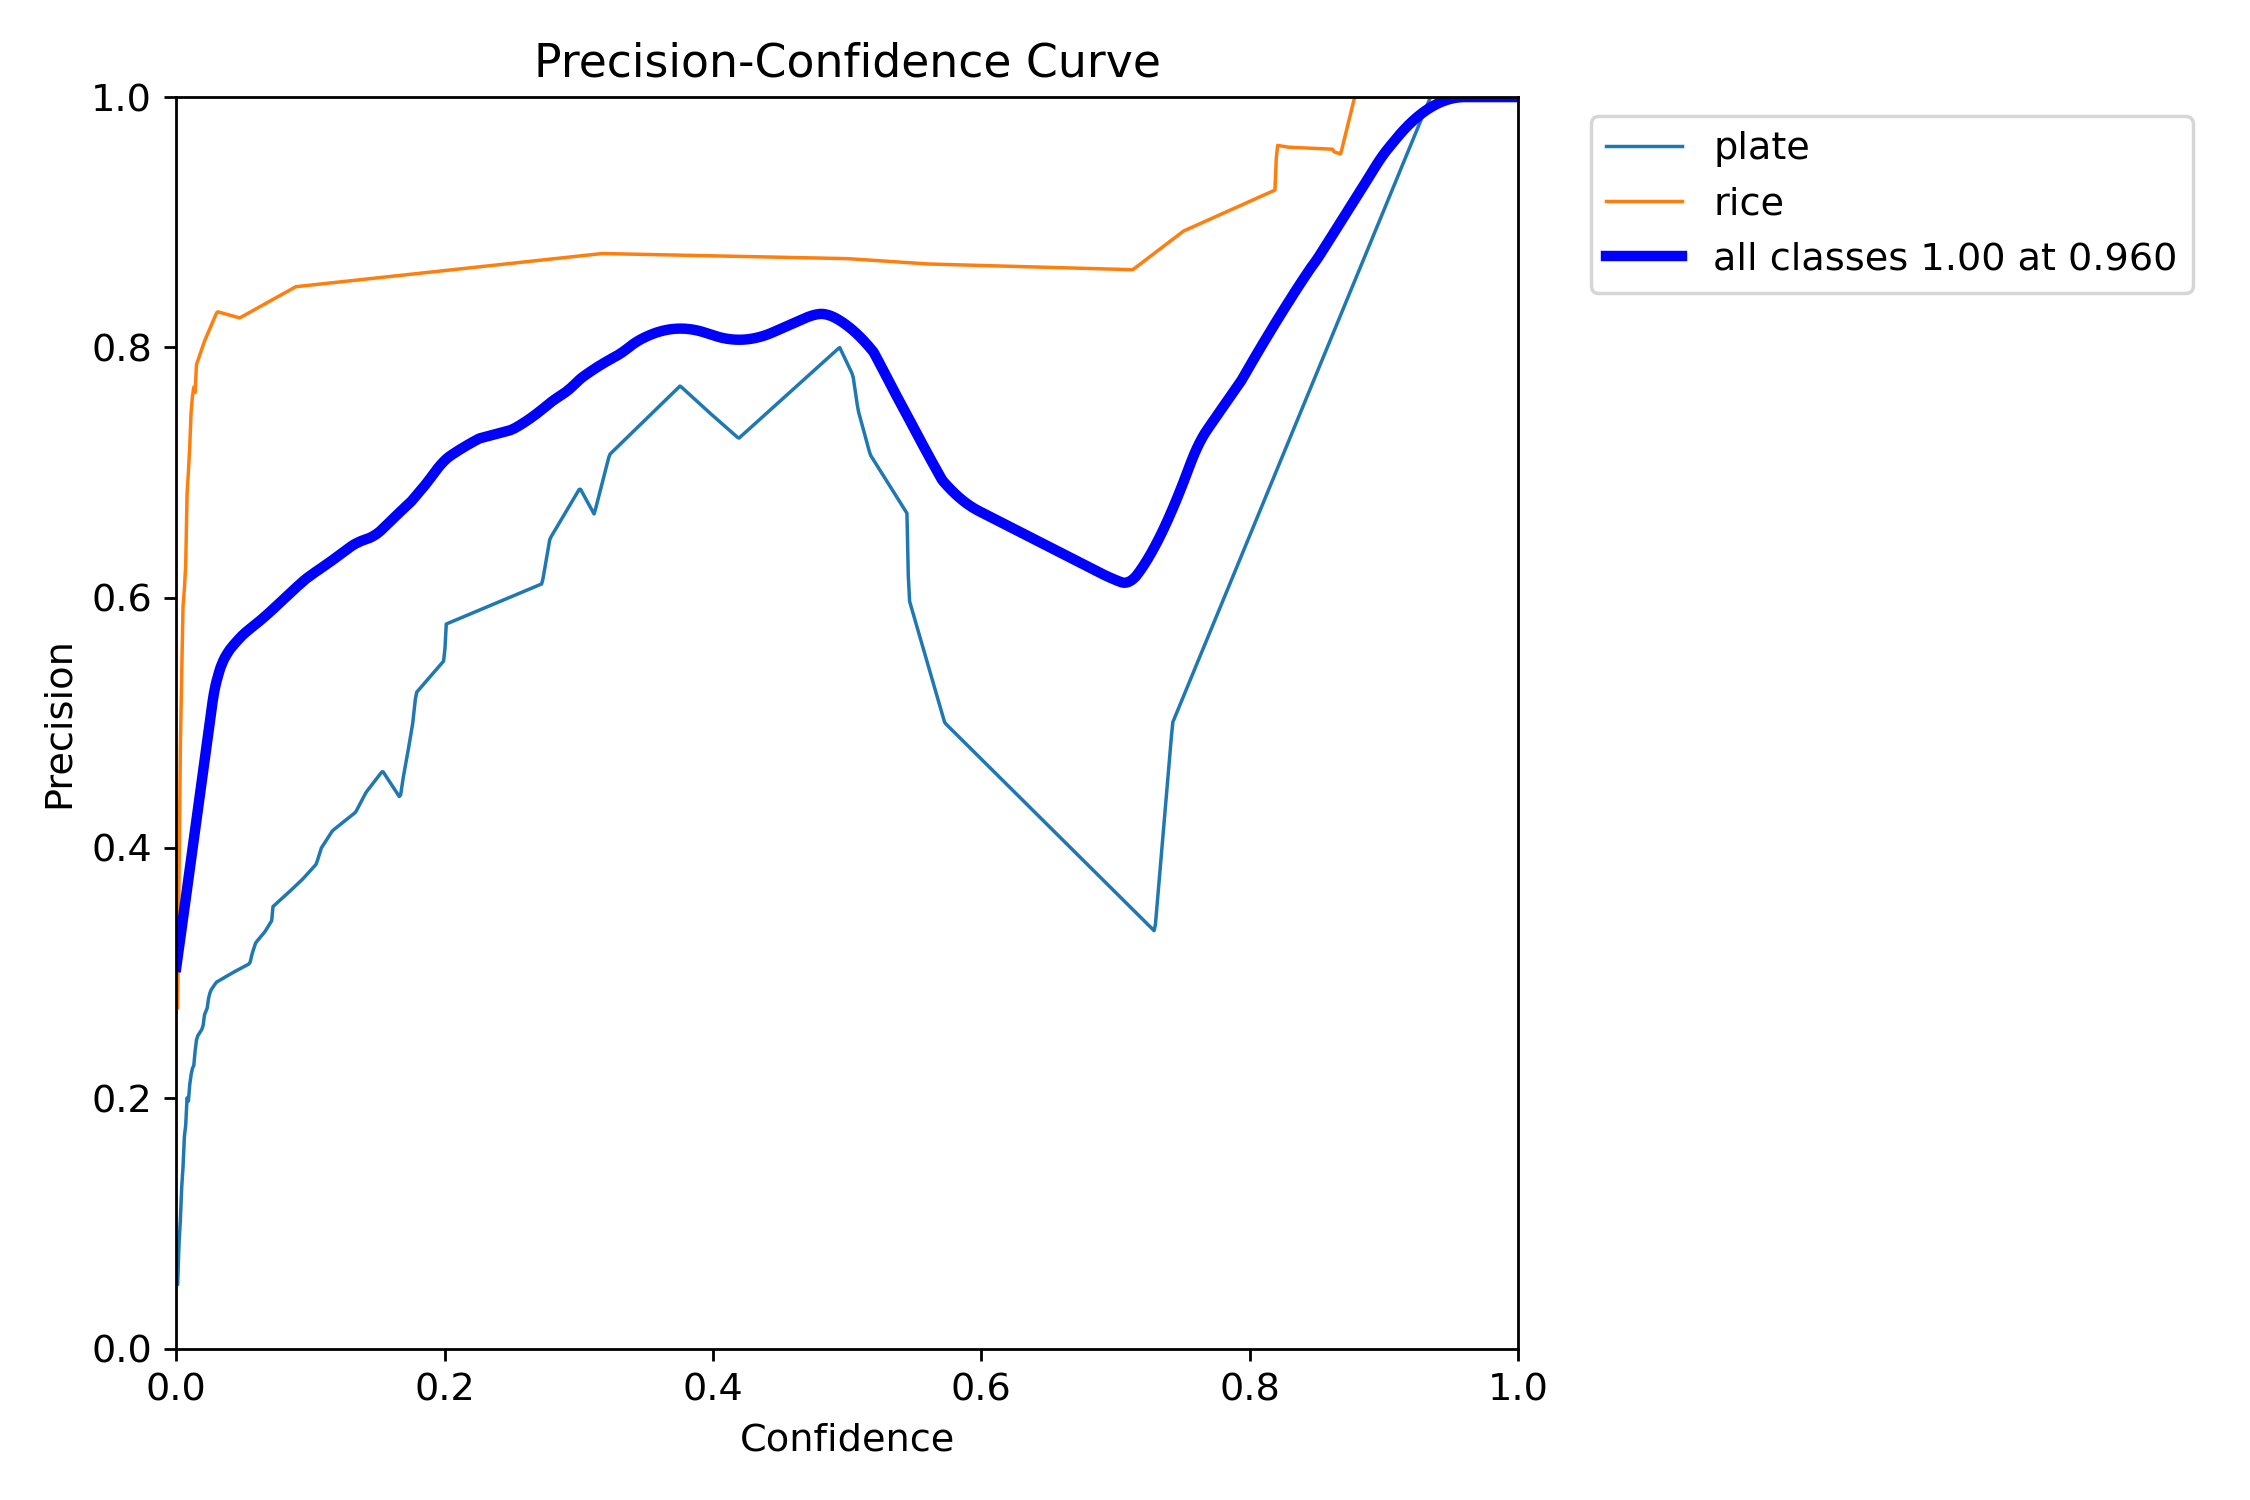 Precision-Confidence Curve
1.0
0.8
0.6
0.4
0.2
0.0
Precision
0.0 0.2 0.4 0.6 0.8 1.0
Confidence
plate
rice
all classes 1.00 at 0.960